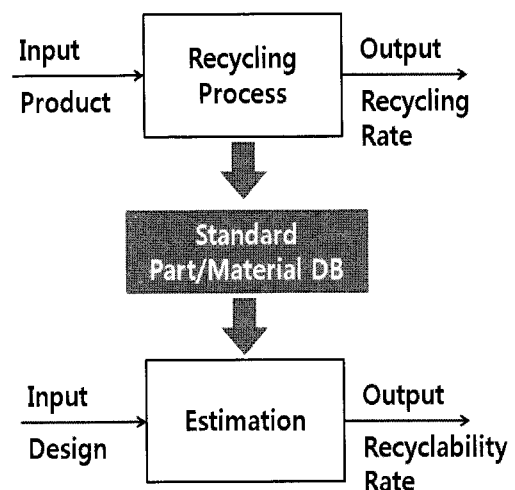 Input
Product
Recycling
Process
Output
Recycling
Rate
Standard
Part/Material DB
Input
Design
Estimation
Output
Recyclability
Rate